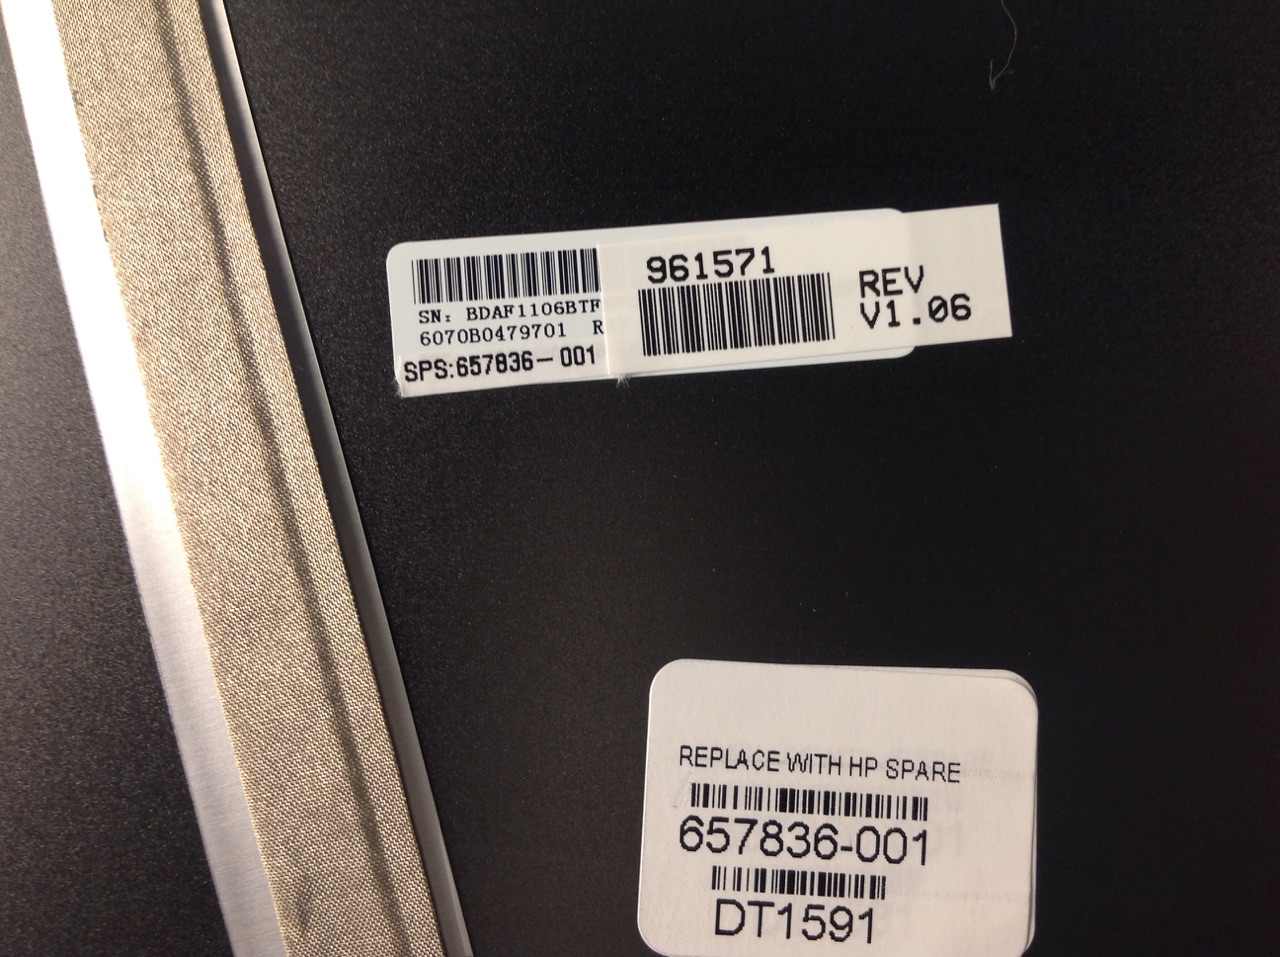 961571
REV
V1.06
SN: BDAF1106BTF
6070B0479701 R
SPS:657836-001
REPLACE WITH HP SPARE
657836-001
DT1591